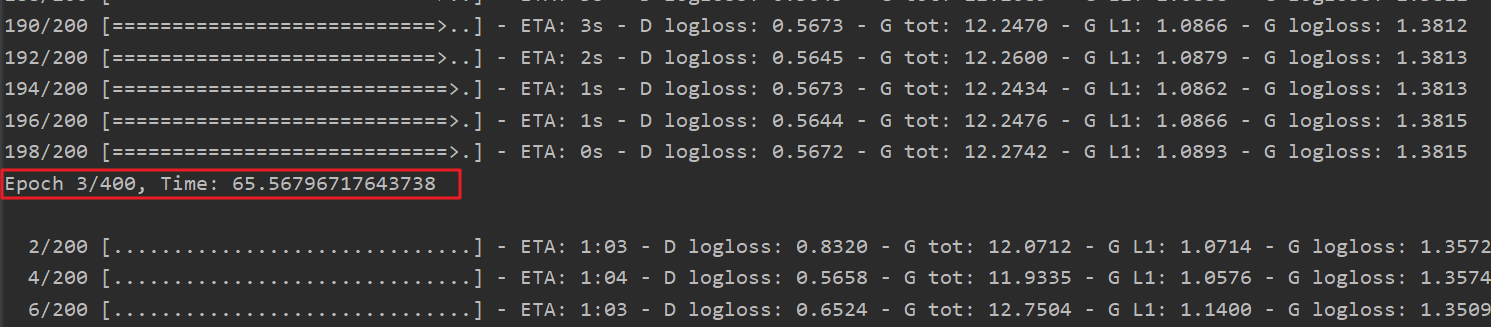 190/200 [===========================>..] - ETA: 3s - D logloss: 0.5673 - G tot: 12.2470 - G L1: 1.0866 - G logloss: 1.3812
192/200 [===========================>..] - ETA: 2s - D logloss: 0.5645 - G tot: 12.2600 - G L1: 1.0879 - G logloss: 1.3813
194/200 [============================>.] - ETA: 1s - D logloss: 0.5673 - G tot: 12.2434 - G L1: 1.0862 - G logloss: 1.3813
196/200 [============================>.] - ETA: 1s - D logloss: 0.5644 - G tot: 12.2476 - G L1: 1.0866 - G logloss: 1.3815
198/200 [============================>.] - ETA: 0s - D logloss: 0.5672 - G tot: 12.2742 - G L1: 1.0893 - G logloss: 1.3815
Epoch 3/400, Time: 65.56796717643738
2/200 [..............................] - ETA: 1:03 - D logloss: 0.8320 - G tot: 12.0712 - G L1: 1.0714 - G logloss: 1.3572
4/200 [..............................] - ETA: 1:04 - D logloss: 0.5658 - G tot: 11.9335 - G L1: 1.0576 - G logloss: 1.3574
6/200 [..............................] - ETA: 1:03 - D logloss: 0.6524 - G tot: 12.7504 - G L1: 1.1400 - G logloss: 1.3509